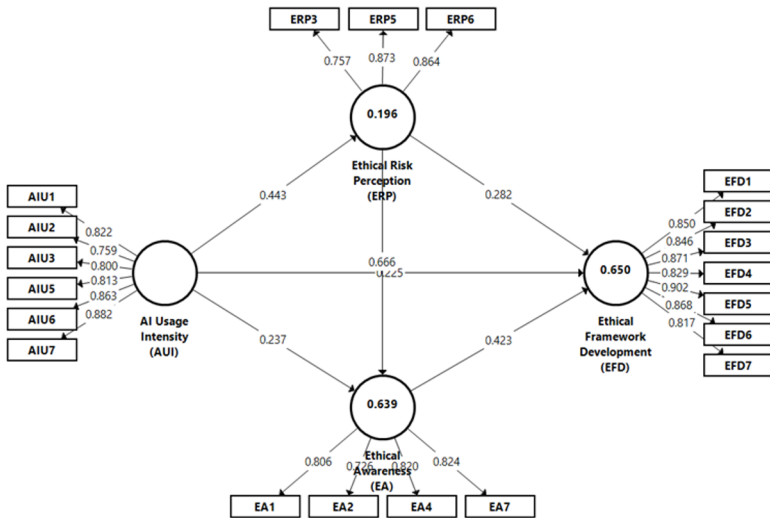 ERP3 ERP5 ERP6
0.757 0.873 0.864
0.196
Ethical Risk
Perception
(ERP)
0.443
0.282
AIU1
AIU2
AIU3
AIU5
AIU6
AIU7
0.822
0.759
0.800
0.813
0.863
0.882
AI Usage
Intensity
(AUI)
0.666
0.225
0.650
Ethical
Framework
Development
(EFD)
EFD1
EFD2
EFD3
EFD4
EFD5
EFD6
EFD7
0.850
0.846
0.871
0.829
0.902
0.868
0.817
0.237
0.423
0.639
Ethical
Awareness
(EA)
0.806 0.726 0.820 0.824
EA1 EA2 EA4 EA7